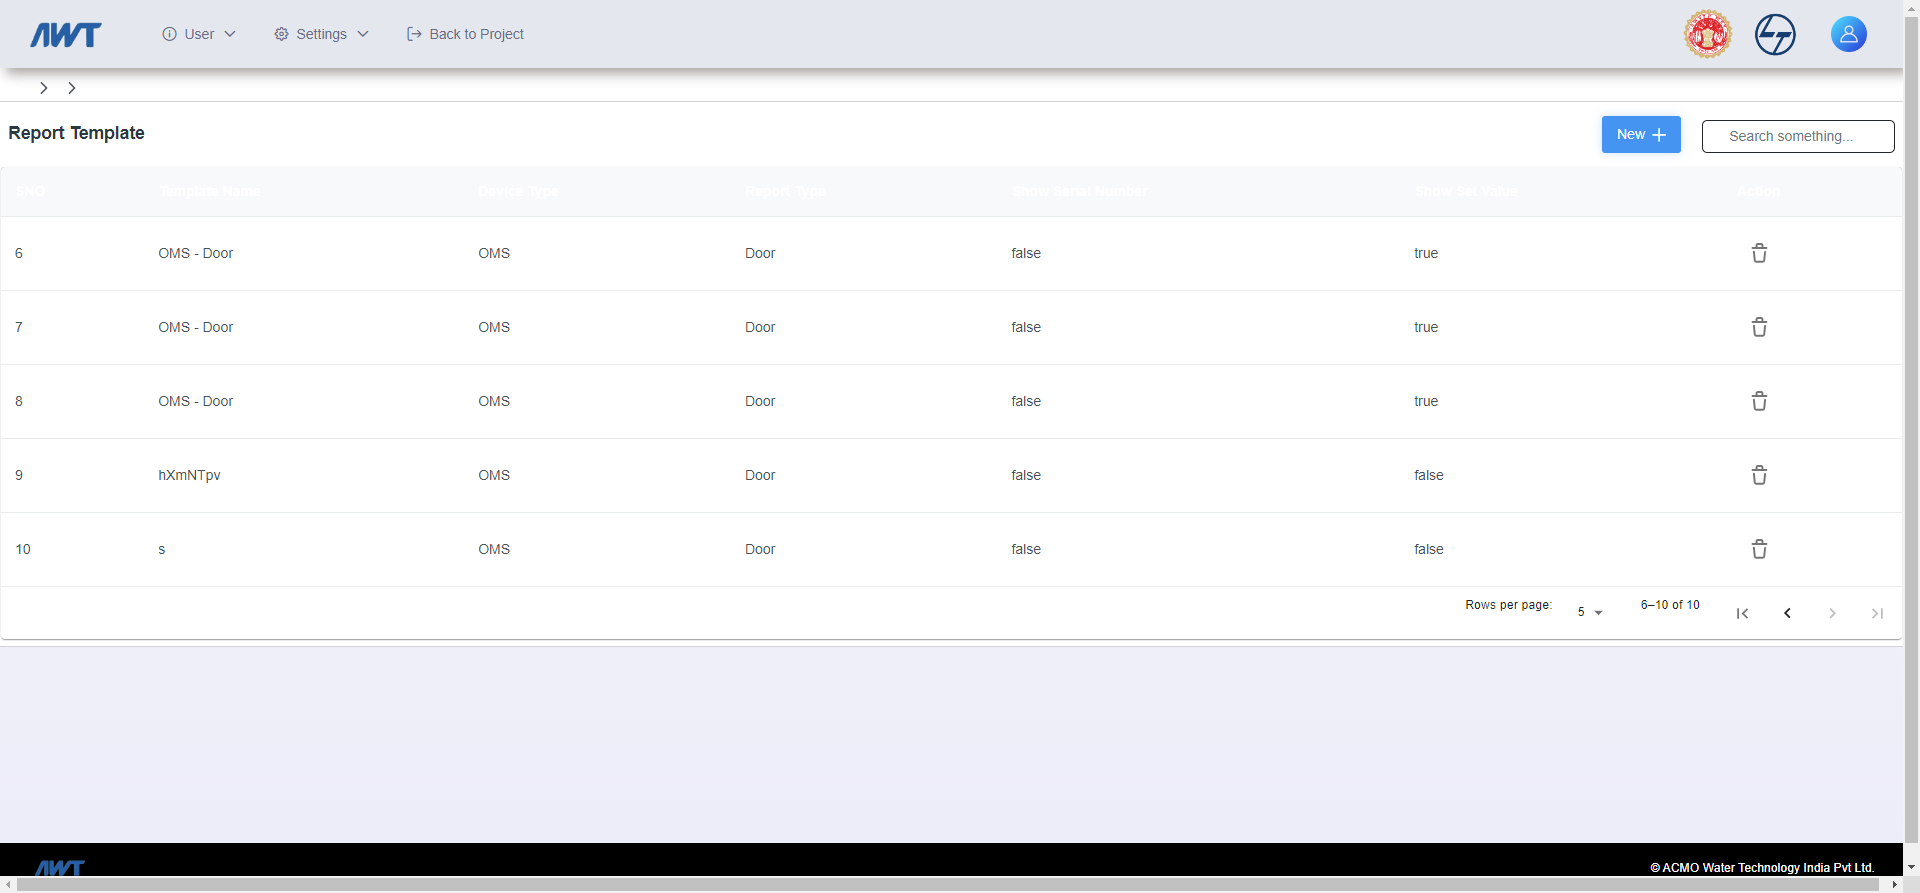 AWT User Settings Back to Project
Report Template New Search something...
SNO Template Name Device Type Report Type Show Serial Number Show Set Value Action
6 OMS - Door OMS Door false true
7 OMS - Door OMS Door false true
8 OMS - Door OMS Door false true
9 hXmNTpv OMS Door false false
10 s OMS Door false false
Rows per page: 5 6–10 of 10
AWT © ACMO Water Technology India Pvt Ltd.